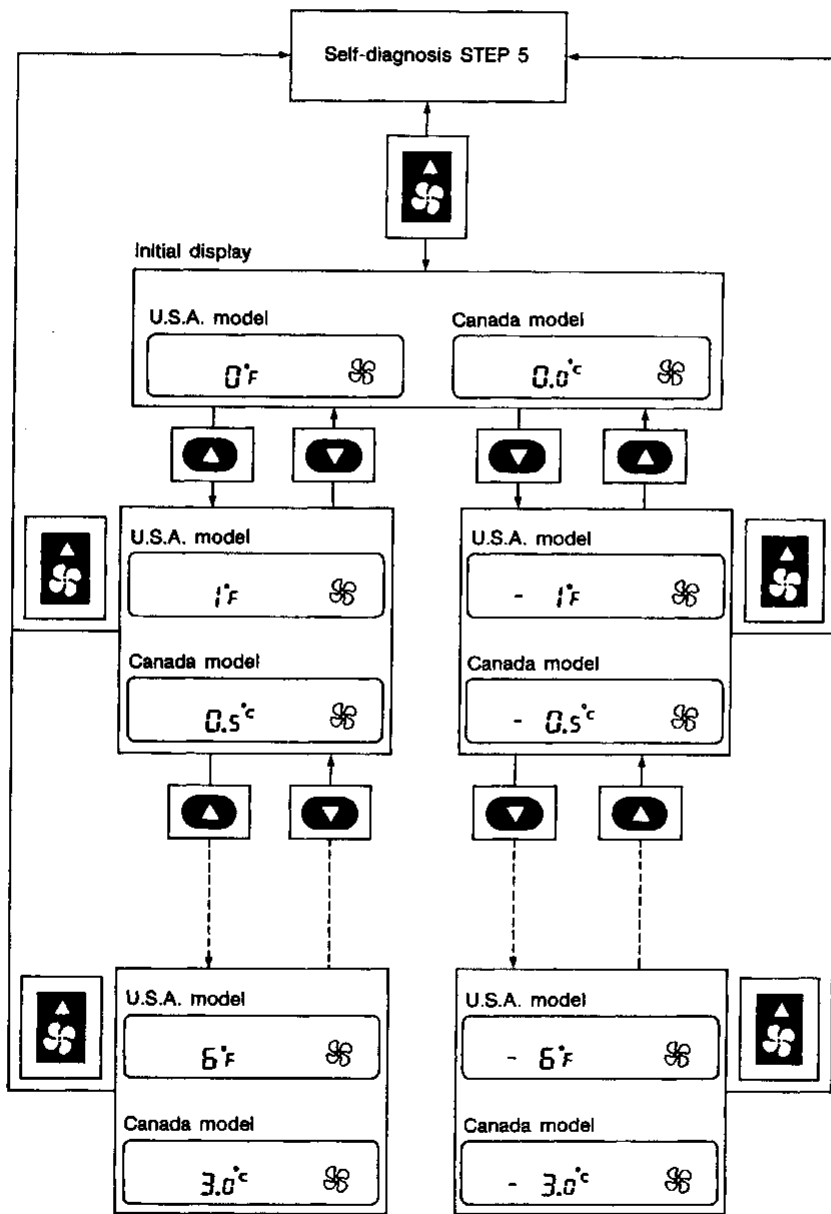 Self-diagnosis STEP 5
Initial display
U.S.A. model
Canada model
0°F
0.0°C
U.S.A. model
1°F
Canada model
0.5°C
U.S.A. model
- 1°F
Canada model
- 0.5°C
U.S.A. model
6°F
Canada model
3.0°C
U.S.A. model
- 6°F
Canada model
- 3.0°C